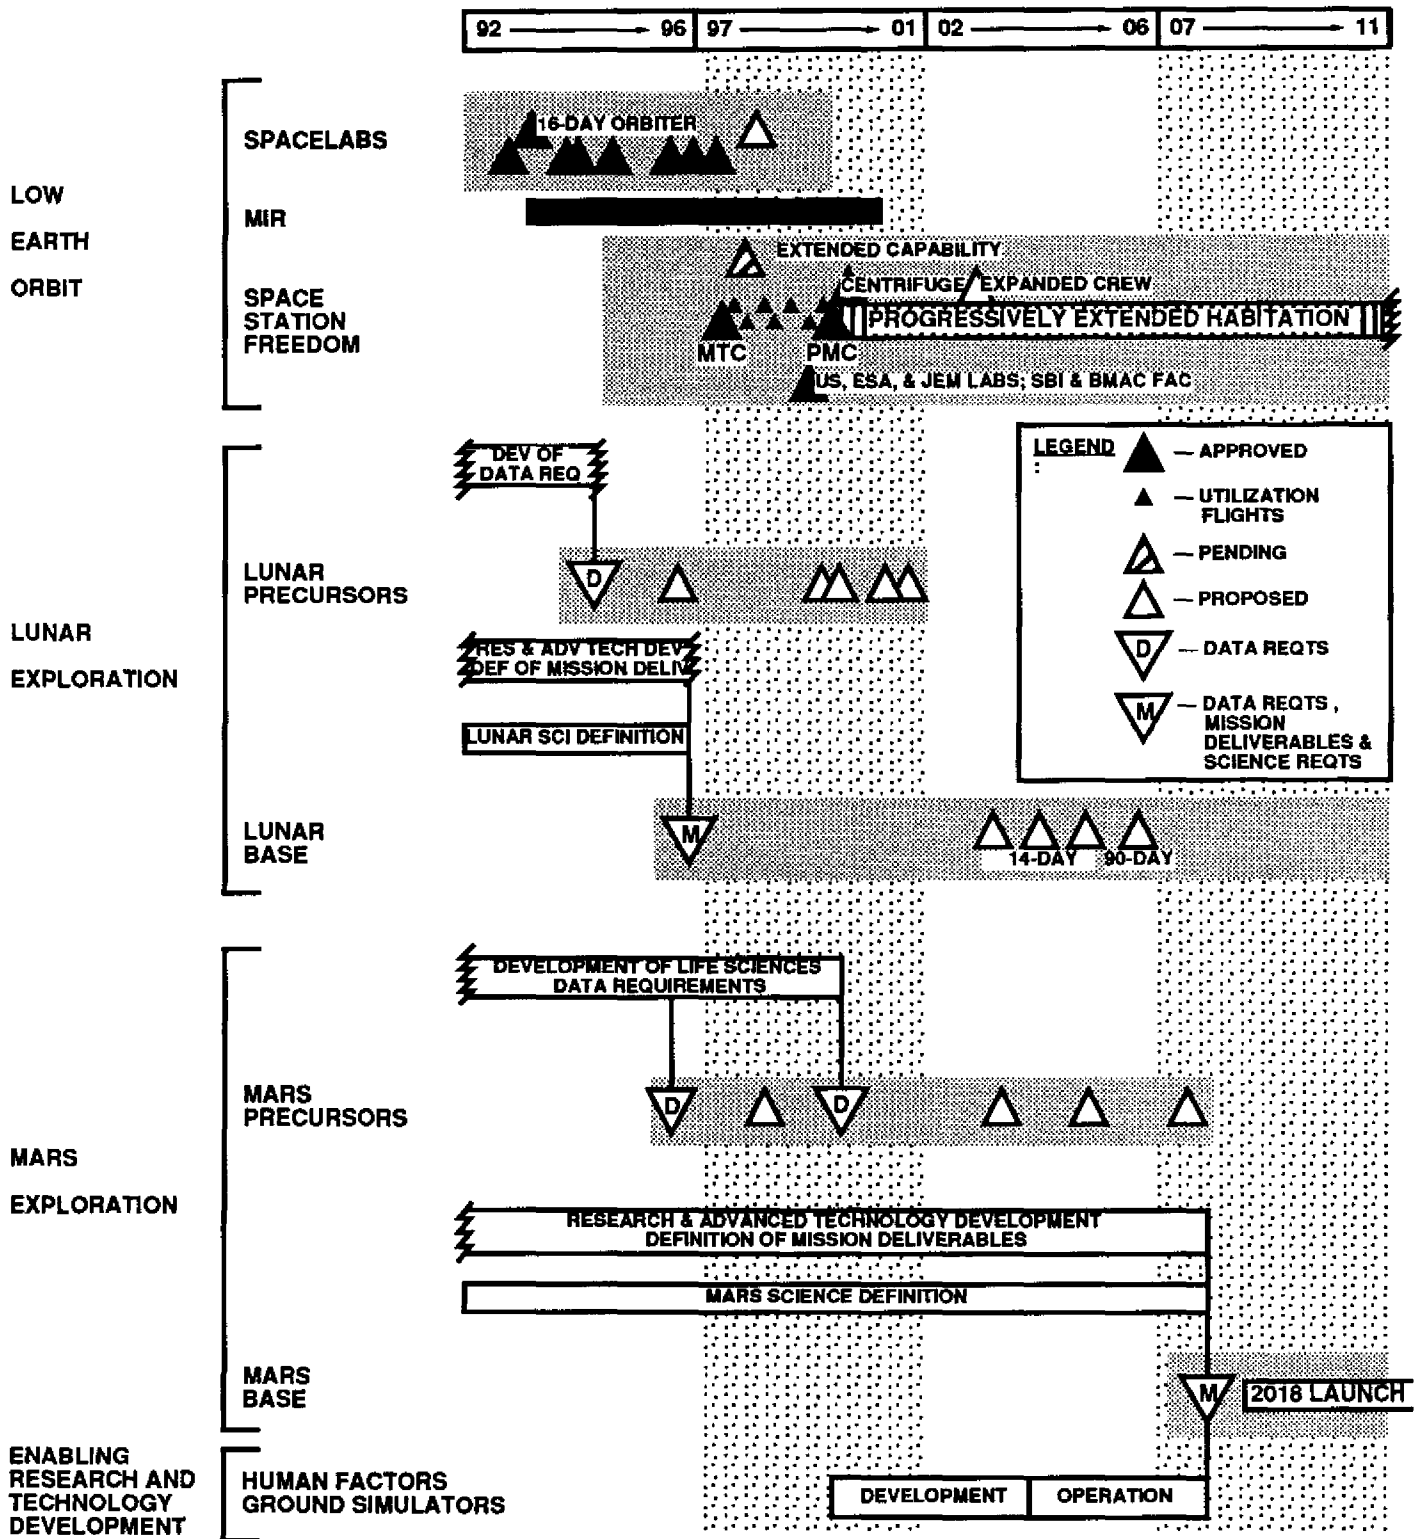 92 96 97 01 02 06 07 11
LOW
EARTH
ORBIT
SPACELABS
16-DAY ORBITER
MIR
SPACE
STATION
FREEDOM
EXTENDED CAPABILITY
CENTRIFUGE EXPANDED CREW
PROGRESSIVELY EXTENDED HABITATION
MTC PMC
US, ESA, & JEM LABS; SBI & BMAC FAC
LEGEND
:
— APPROVED
— UTILIZATION
FLIGHTS
— PENDING
— PROPOSED
D — DATA REQTS
M — DATA REQTS ,
MISSION
DELIVERABLES &
SCIENCE REQTS
LUNAR
EXPLORATION
DEV OF
DATA REQ
LUNAR
PRECURSORS
D
RES & ADV TECH DEV
DEF OF MISSION DELIV
LUNAR SCI DEFINITION
LUNAR
BASE
M
14-DAY 90-DAY
MARS
EXPLORATION
DEVELOPMENT OF LIFE SCIENCES
DATA REQUIREMENTS
MARS
PRECURSORS
D D
RESEARCH & ADVANCED TECHNOLOGY DEVELOPMENT
DEFINITION OF MISSION DELIVERABLES
MARS SCIENCE DEFINITION
MARS
BASE
M 2018 LAUNCH
ENABLING
RESEARCH AND
TECHNOLOGY
DEVELOPMENT
HUMAN FACTORS
GROUND SIMULATORS
DEVELOPMENT OPERATION